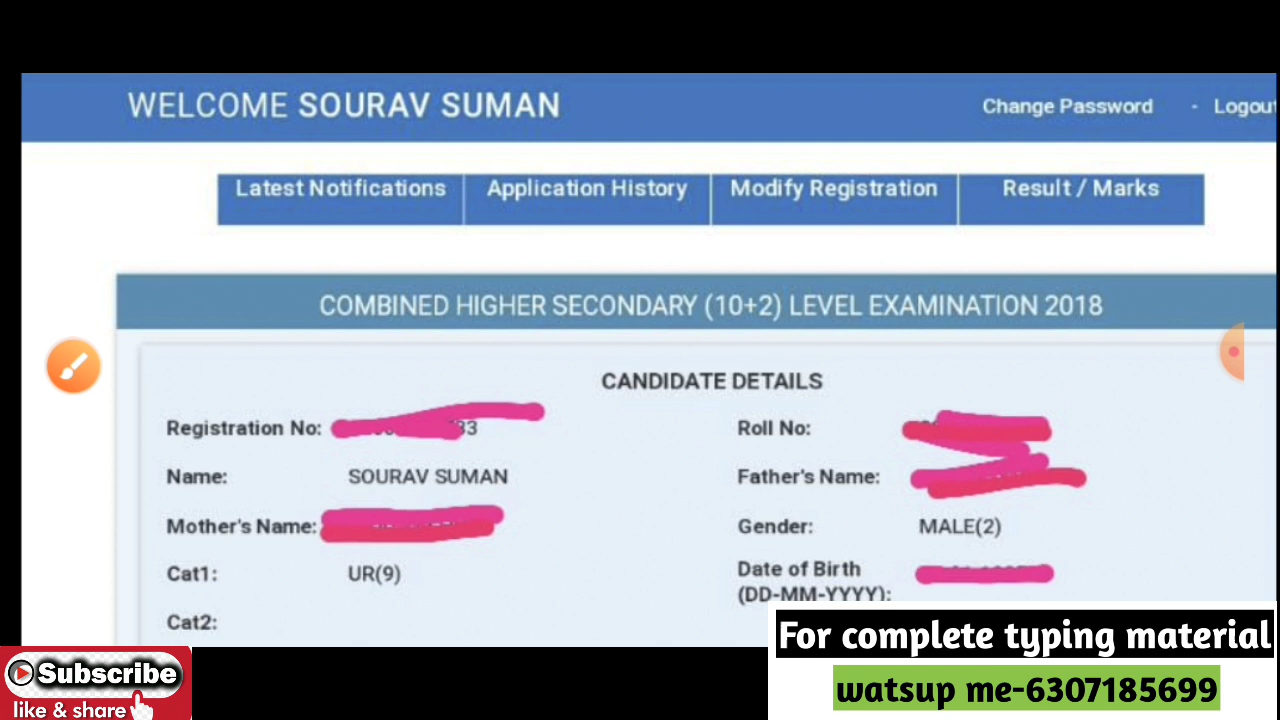 WELCOME SOURAV SUMAN
Change Password - Logout
Latest Notifications Application History Modify Registration Result / Marks
COMBINED HIGHER SECONDARY (10+2) LEVEL EXAMINATION 2018
CANDIDATE DETAILS
Registration No: 33 Roll No:
Name: SOURAV SUMAN Father's Name:
Mother's Name: Gender: MALE(2)
Cat1: UR(9) Date of Birth
(DD-MM-YYYY):
Cat2:
For complete typing material
watsup me-6307185699
Subscribe
like & share